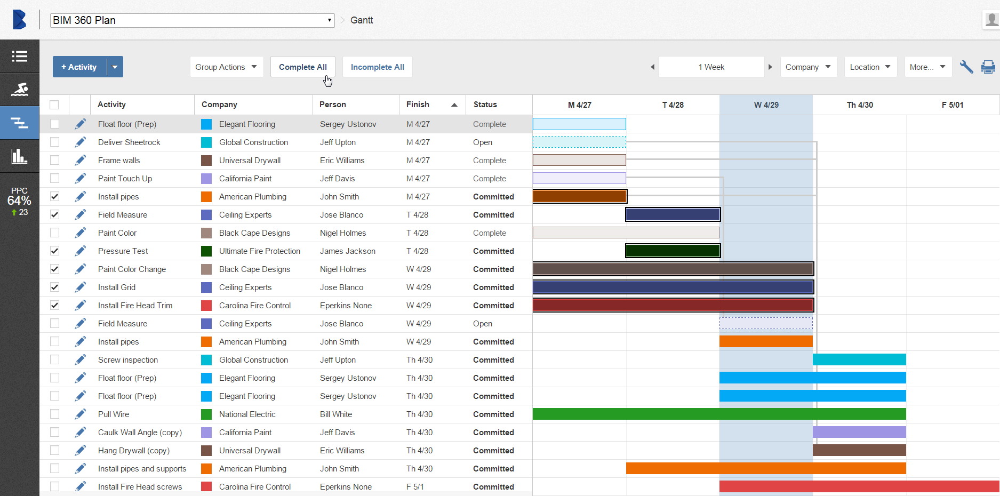 BIM 360 Plan Gantt
+ Activity Group Actions Complete All Incomplete All 1 Week Company Location More...
Activity Company Person Finish Status M 4/27 T 4/28 W 4/29 Th 4/30 F 5/01
Float floor (Prep) Elegant Flooring Sergey Ustonov M 4/27 Complete
Deliver Sheetrock Global Construction Jeff Upton M 4/27 Open
Frame walls Universal Drywall Eric Williams M 4/27 Complete
Paint Touch Up California Paint Jeff Davis M 4/27 Complete
PPC
64%
23
Install pipes American Plumbing John Smith M 4/27 Committed
Field Measure Ceiling Experts Jose Blanco T 4/28 Committed
Paint Color Black Cape Designs Nigel Holmes T 4/28 Complete
Pressure Test Ultimate Fire Protection James Jackson T 4/28 Committed
Paint Color Change Black Cape Designs Nigel Holmes W 4/29 Committed
Install Grid Ceiling Experts Jose Blanco W 4/29 Committed
Install Fire Head Trim Carolina Fire Control Eperkins None W 4/29 Committed
Field Measure Ceiling Experts Jose Blanco W 4/29 Open
Install pipes American Plumbing John Smith W 4/29 Committed
Screw inspection Global Construction Jeff Upton Th 4/30 Committed
Float floor (Prep) Elegant Flooring Sergey Ustonov Th 4/30 Committed
Float floor (Prep) Elegant Flooring Sergey Ustonov Th 4/30 Committed
Pull Wire National Electric Bill White Th 4/30 Committed
Caulk Wall Angle (copy) California Paint Jeff Davis Th 4/30 Committed
Hang Drywall (copy) Universal Drywall Eric Williams Th 4/30 Committed
Install pipes and supports American Plumbing John Smith Th 4/30 Committed
Install Fire Head screws Carolina Fire Control Eperkins None F 5/1 Committed